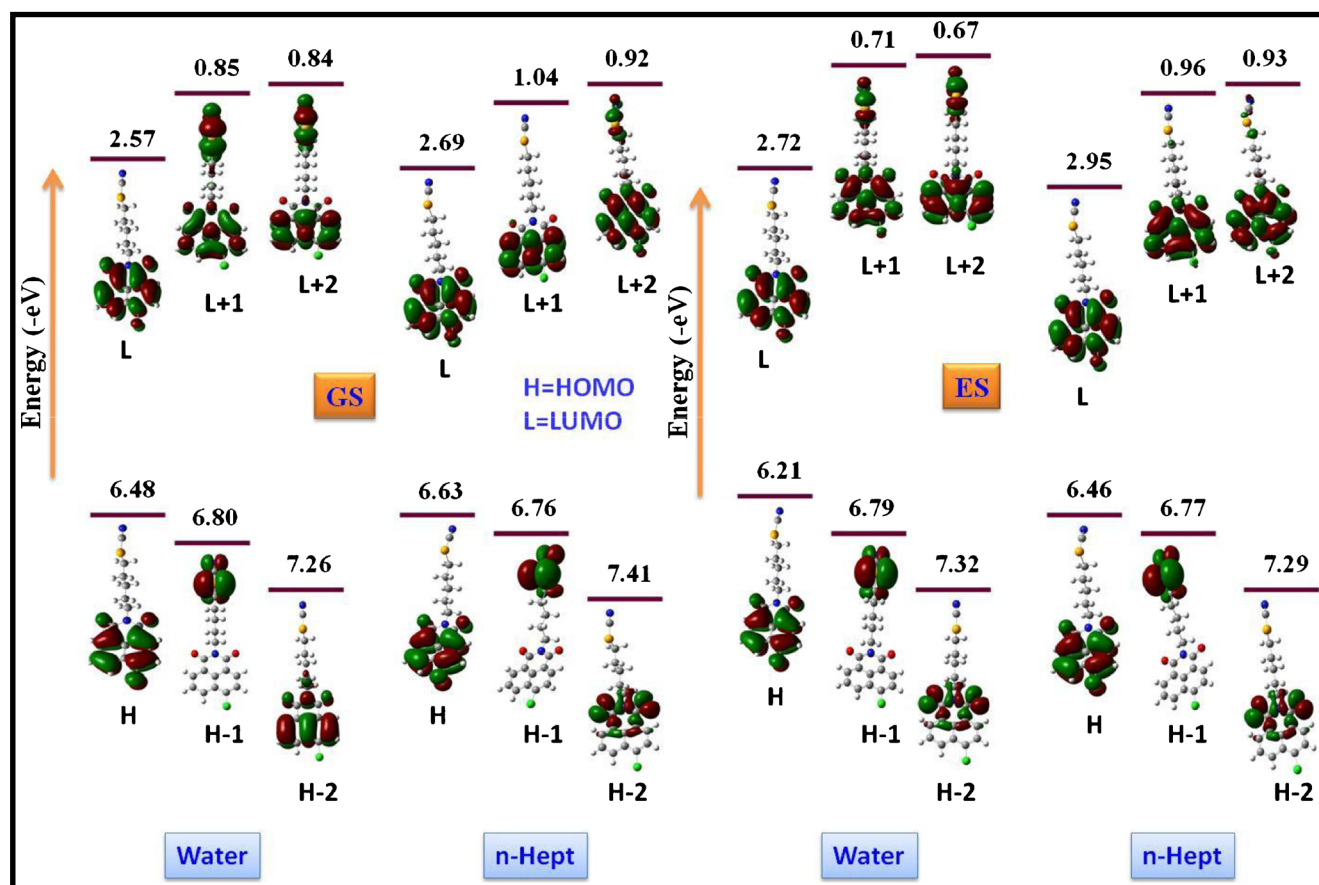 Energy (-eV)
2.57
L
0.85
L+1
0.84
L+2
2.69
L
1.04
L+1
0.92
L+2
GS
H=HOMO
L=LUMO
6.48
H
6.80
H-1
7.26
H-2
Water
6.63
H
6.76
H-1
7.41
H-2
n-Hept
Energy (-eV)
2.72
L
0.71
L+1
0.67
L+2
2.95
L
0.96
L+1
0.93
L+2
ES
6.21
H
6.79
H-1
7.32
H-2
Water
6.46
H
6.77
H-1
7.29
H-2
n-Hept